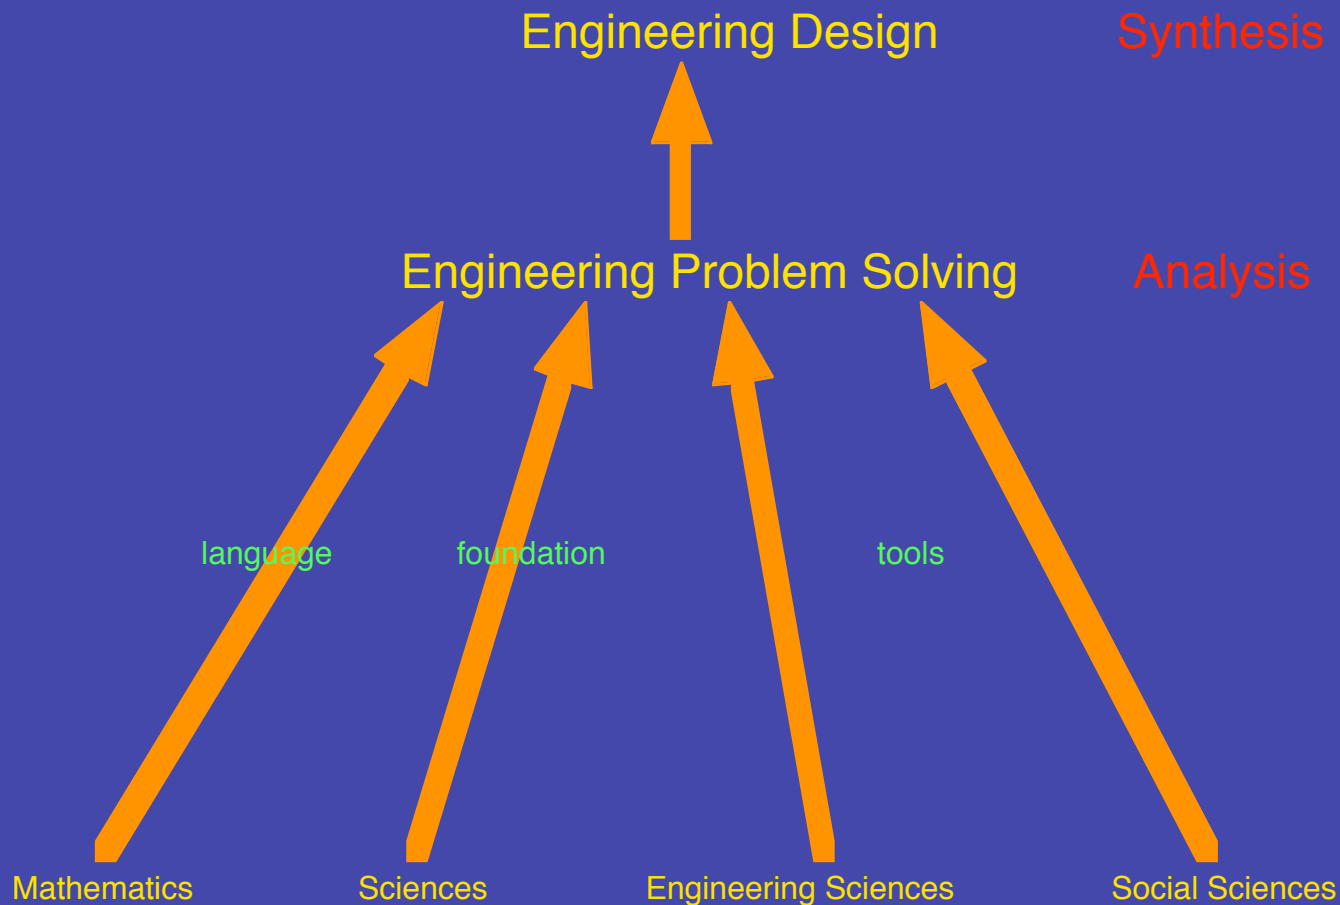 Engineering Design Synthesis
Engineering Problem Solving Analysis
language foundation tools
Mathematics Sciences Engineering Sciences Social Sciences